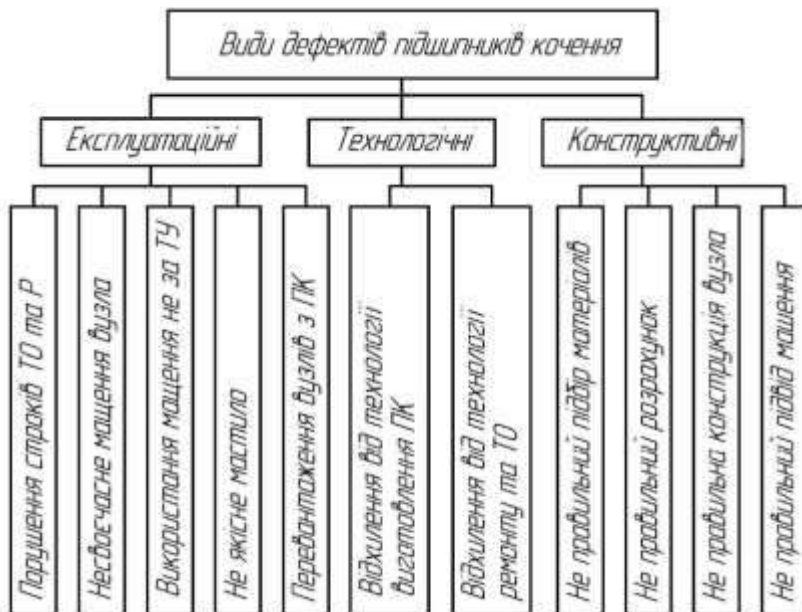 Види дефектів підшипників кочення
Експлуатаційні
Технологічні
Конструктивні
Порушення строків ТО та Р
Несвоєчасне мащення вузла
Використання мащення не за ТУ
Не якісне мастило
Перевантаження вузлів з ПК
Відхилення від технології
виготовлення ПК
Відхилення від технології
ремонту та ТО
Не правильний підбір матеріалів
Не правильний розрахунок
Не правильна конструкція вузла
Не правильний підвід мащення